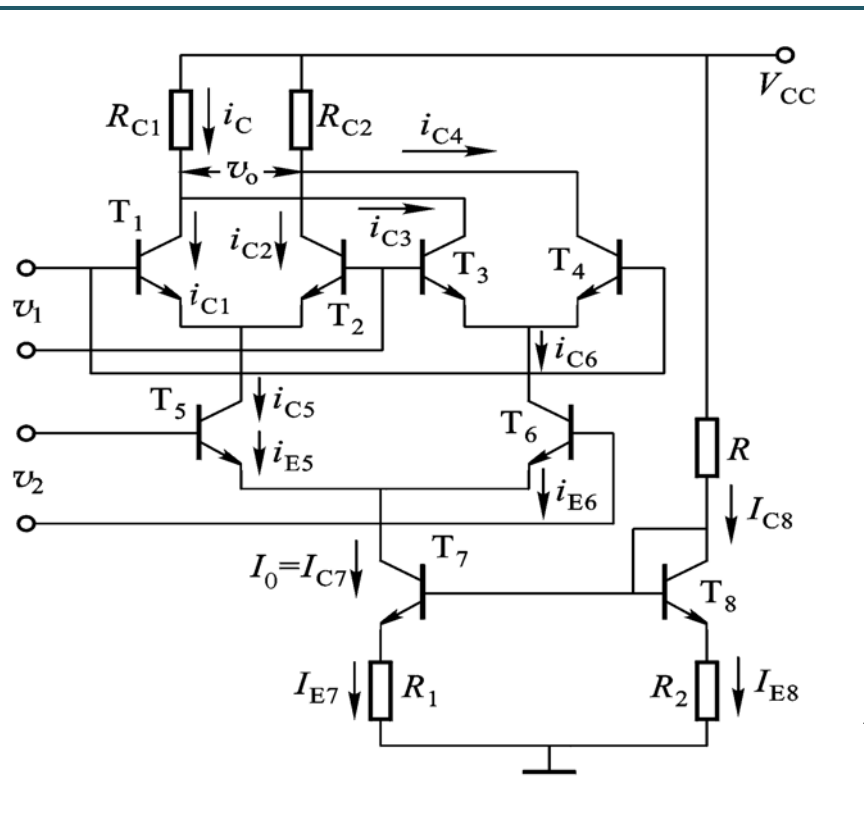 V_CC
R_C1
i_C
R_C2
i_C4
v_o
T_1
i_C2
i_C3
T_3
T_4
v_1
i_C1
T_2
i_C6
T_5
i_C5
T_6
R
i_E5
v_2
i_E6
I_C8
T_7
I_0=I_C7
T_8
I_E7
R_1
R_2
I_E8